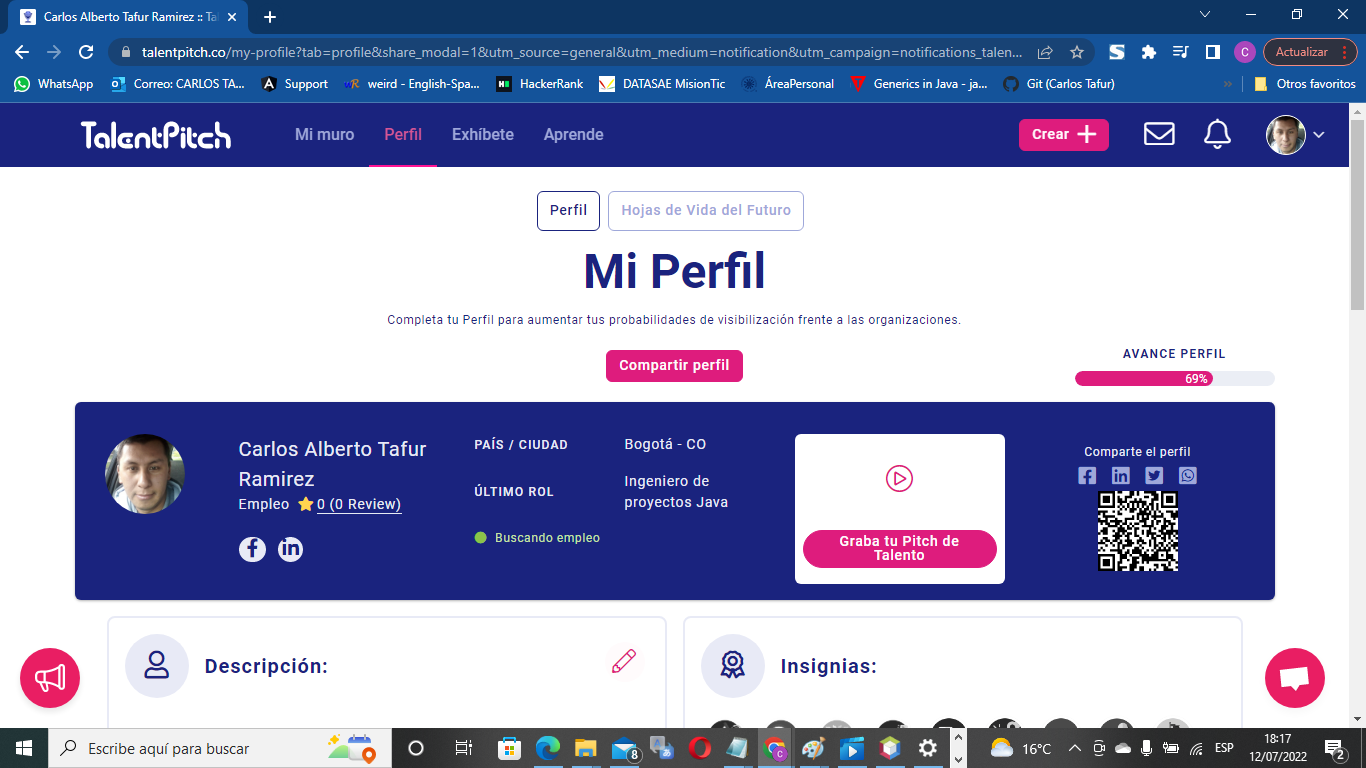 Carlos Alberto Tafur Ramirez :: Tal
talentpitch.co/my-profile?tab=profile&share_modal=1&utm_source=general&utm_medium=notification&utm_campaign=notifications_talen...
C
Actualizar
WhatsApp
Correo: CARLOS TA...
Support
weird - English-Spa...
HackerRank
DATASAE MisionTic
ÁreaPersonal
Generics in Java - ja...
Git (Carlos Tafur)
»
Otros favoritos
TalentPitch
Mi muro
Perfil
Exhíbete
Aprende
Crear
Perfil
Hojas de Vida del Futuro
Mi Perfil
Completa tu Perfil para aumentar tus probabilidades de visibilización frente a las organizaciones.
Compartir perfil
AVANCE PERFIL
69%
Carlos Alberto Tafur
Ramirez
Empleo 0 (0 Review)
PAÍS / CIUDAD
Bogotá - CO
ÚLTIMO ROL
Ingeniero de
proyectos Java
Buscando empleo
Graba tu Pitch de
Talento
Comparte el perfil
Descripción:
Insignias:
Escribe aquí para buscar
8
C
16°C
ESP
18:17
12/07/2022
2